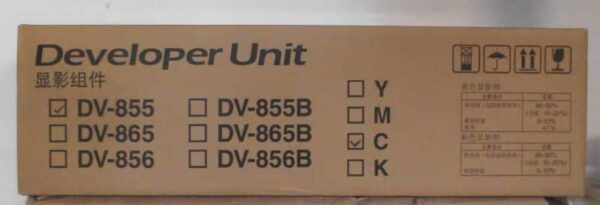 Developer Unit
显影组件
DV-855
DV-865
DV-856
DV-855B
DV-865B
DV-856B
Y
M
C
K